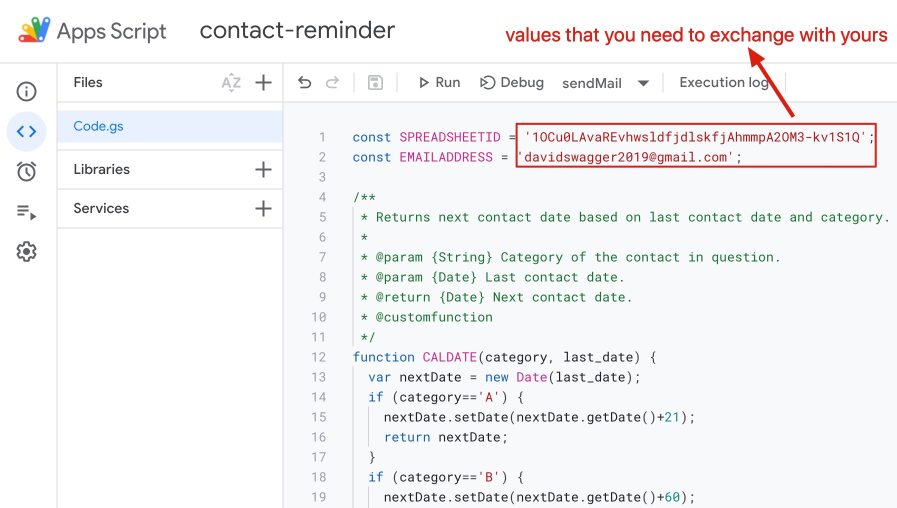 Apps Script
contact-reminder
values that you need to exchange with yours
Files
AZ
Run
Debug
sendMail
Execution log
Code.gs
Libraries
Services
1 const SPREADSHEETID = '1OCu0LAvaREvhwsldfjdlskfjAhmmpA2OM3-kv1S1Q';
2 const EMAILADDRESS = 'davidswagger2019@gmail.com';
3
4 /**
5 * Returns next contact date based on last contact date and category.
6 *
7 * @param {String} Category of the contact in question.
8 * @param {Date} Last contact date.
9 * @return {Date} Next contact date.
10 * @customfunction
11 */
12 function CALDATE(category, last_date) {
13 var nextDate = new Date(last_date);
14 if (category=='A') {
15 nextDate.setDate(nextDate.getDate()+21);
16 return nextDate;
17 }
18 if (category=='B') {
19 nextDate.setDate(nextDate.getDate()+60);